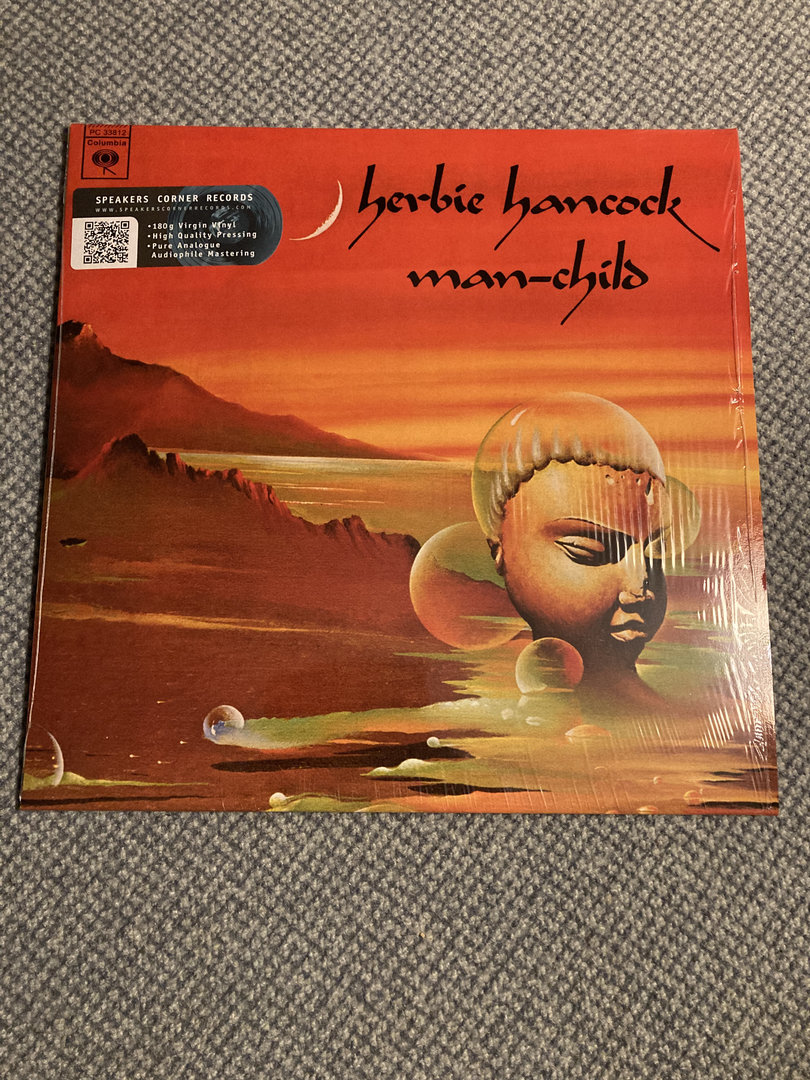 PC 33812
Columbia
SPEAKERS CORNER RECORDS
WWW.SPEAKERSCORNERRECORDS.COM
•180g Virgin Vinyl
•High Quality Pressing
•Pure Analogue
Audiophile Mastering
herbie hancock
man-child